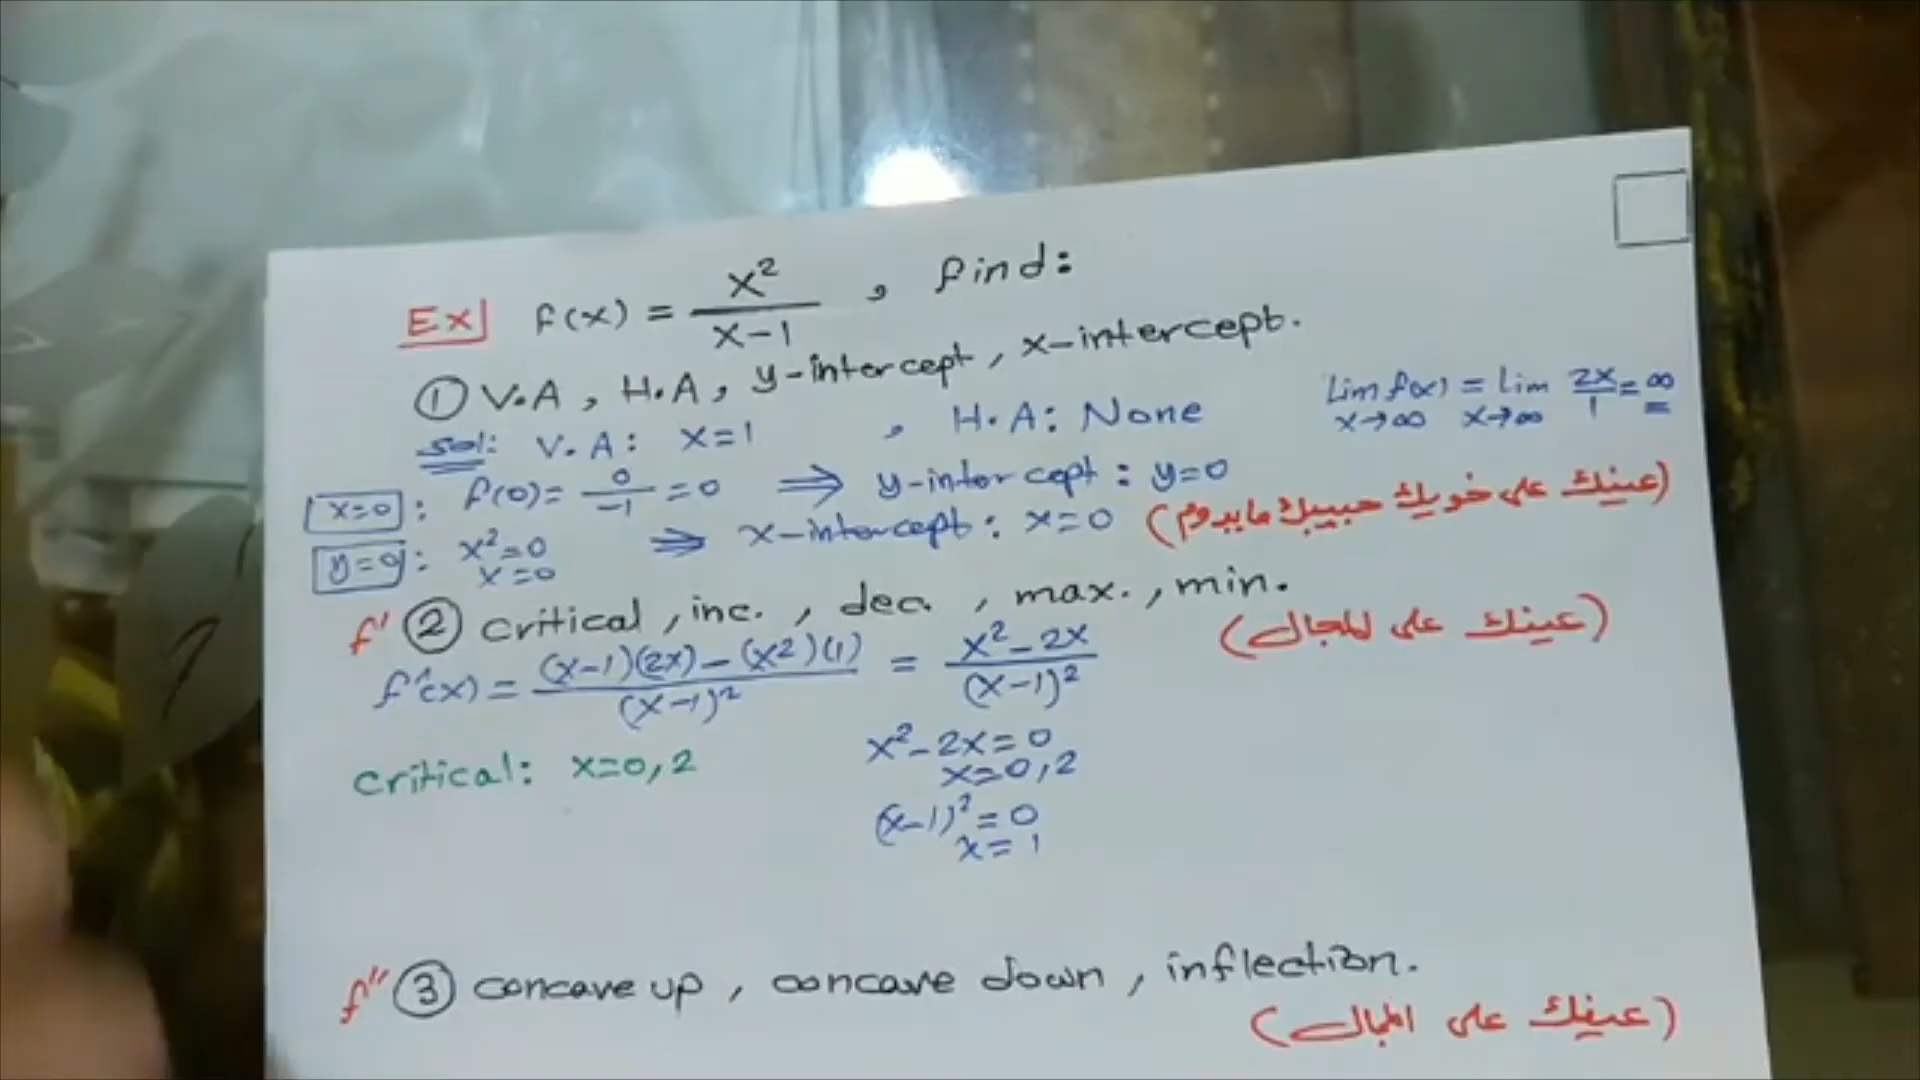 Ex] f(x) = x²/(x-1) , find:
① V.A , H.A , y-intercept , x-intercept.
sol: V.A: x=1 , H.A: None
Lim f(x) = lim 2x/1 = ∞
x→∞ x→∞
x=0 : f(0) = 0/-1 = 0 ⇒ y-intercept : y=0
y=0 : x²=0 ⇒ x-intercept : x=0 (عينك على خويك حبيبك مايدوم)
x=0
f' ② critical , inc. , dec. , max. , min.
(عينك على المجال)
f'(x) = ((x-1)(2x) - (x²)(1))/(x-1)² = (x²-2x)/(x-1)²
critical: x=0,2
x²-2x=0
x=0,2
(x-1)²=0
x=1
f'' ③ concave up , concave down , inflection.
(عينك على المجال)